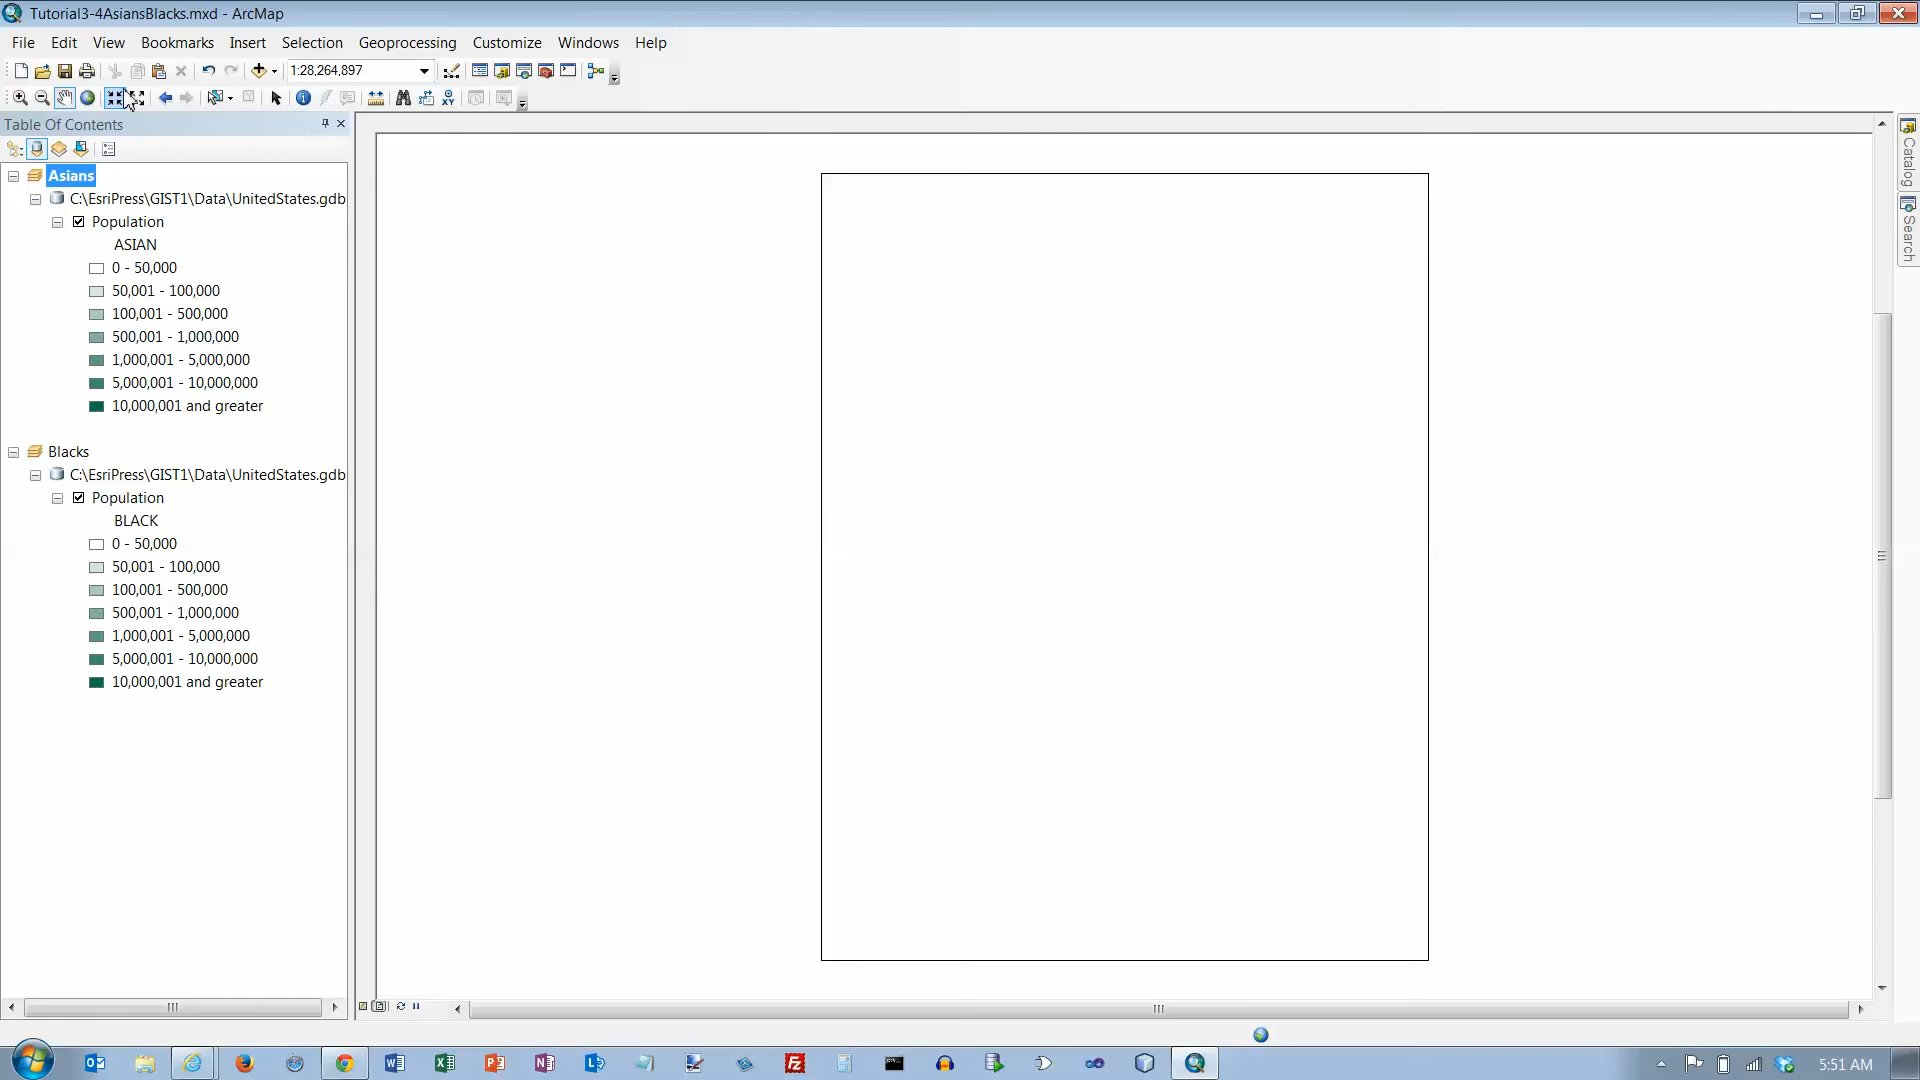 Tutorial3-4AsiansBlacks.mxd - ArcMap
File Edit View Bookmarks Insert Selection Geoprocessing Customize Windows Help
1:28,264,897
Table Of Contents
Asians
C:\EsriPress\GIST1\Data\UnitedStates.gdb
Population
ASIAN
0 - 50,000
50,001 - 100,000
100,001 - 500,000
500,001 - 1,000,000
1,000,001 - 5,000,000
5,000,001 - 10,000,000
10,000,001 and greater
Blacks
C:\EsriPress\GIST1\Data\UnitedStates.gdb
Population
BLACK
0 - 50,000
50,001 - 100,000
100,001 - 500,000
500,001 - 1,000,000
1,000,001 - 5,000,000
5,000,001 - 10,000,000
10,000,001 and greater
Catalog
Search
5:51 AM